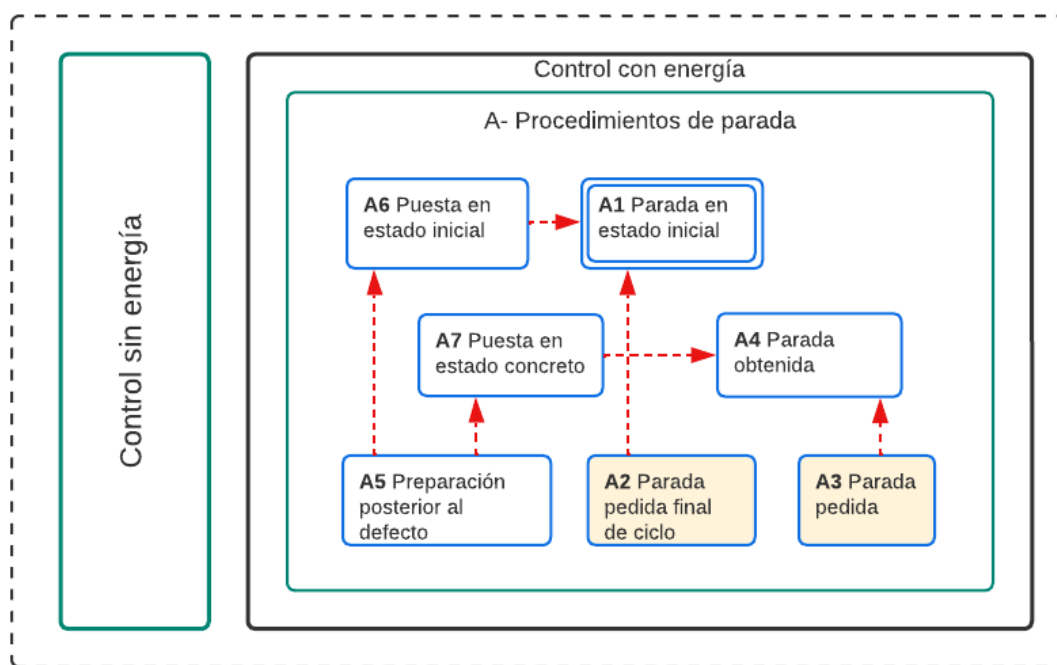 Control sin energía
Control con energía
A- Procedimientos de parada
A6 Puesta en
estado inicial
A1 Parada en
estado inicial
A7 Puesta en
estado concreto
A4 Parada
obtenida
A5 Preparación
posterior al
defecto
A2 Parada
pedida final
de ciclo
A3 Parada
pedida